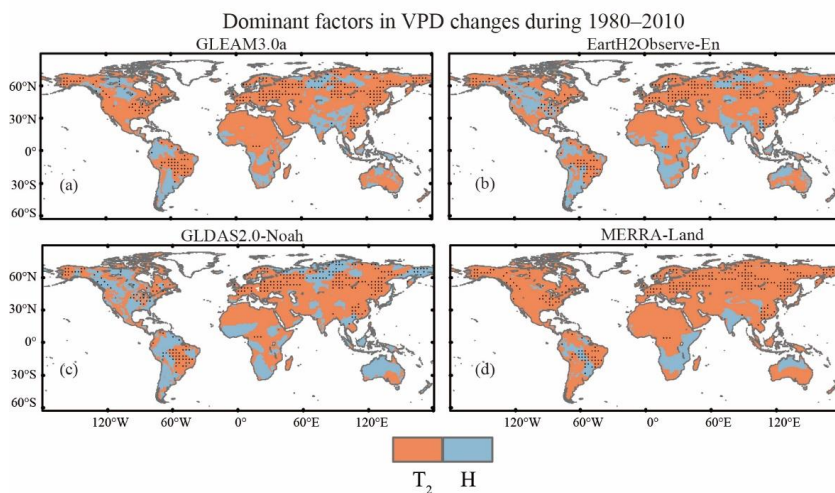 Dominant factors in VPD changes during 1980–2010
GLEAM3.0a
EartH2Observe-En
60°N
30°N
0°
30°S
60°S
(a)
(b)
GLDAS2.0-Noah
MERRA-Land
60°N
30°N
0°
30°S
60°S
(c)
(d)
120°W 60°W 0° 60°E 120°E
120°W 60°W 0° 60°E 120°E
T₂ H